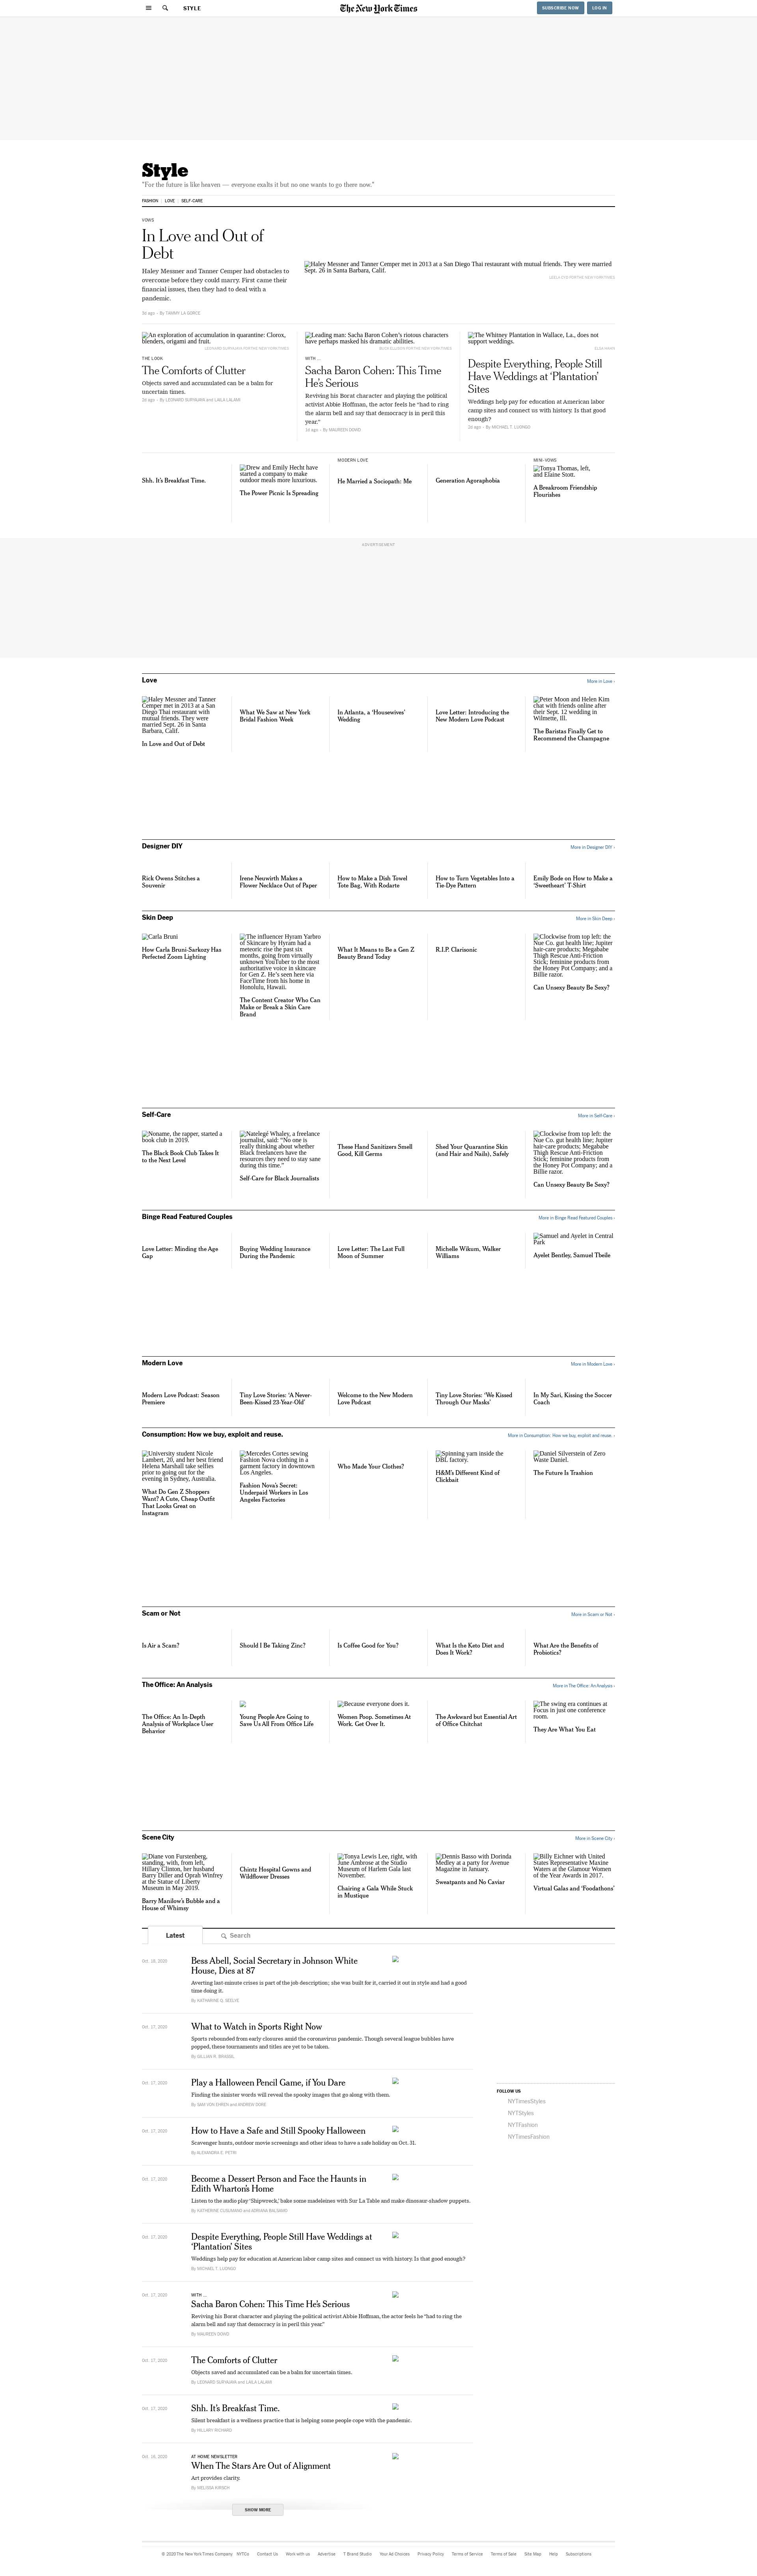 STYLE
The New York Times
SUBSCRIBE NOW
LOG IN
Style
"For the future is like heaven — everyone exalts it but no one wants to go there now."
FASHION
LOVE
SELF-CARE
VOWS
In Love and Out of
Debt
Haley Messner and Tanner Cemper had obstacles to
overcome before they could marry. First came their
financial issues, then they had to deal with a
pandemic.
3d ago · By TAMMY LA GORCE
Haley Messner and Tanner Cemper met in 2013 at a San Diego Thai restaurant with mutual friends. They were married
Sept. 26 in Santa Barbara, Calif.
An exploration of accumulation in quarantine: Clorox,
blenders, origami and fruit.
THE LOOK
The Comforts of Clutter
Objects saved and accumulated can be a balm for
uncertain times.
2d ago · By LEONARD SURYAJAYA and LAILA LALAMI
Leading man: Sacha Baron Cohen's riotous characters
have perhaps masked his dramatic abilities.
WITH ...
Sacha Baron Cohen: This Time
He's Serious
Reviving his Borat character and playing the political
activist Abbie Hoffman, the actor feels he "had to ring
the alarm bell and say that democracy is in peril this
year."
1d ago · By MAUREEN DOWD
The Whitney Plantation in Wallace, La., does not
support weddings.
Despite Everything, People Still
Have Weddings at 'Plantation'
Sites
Weddings help pay for education at American labor
camp sites and connect us with history. Is that good
enough?
2d ago · By MICHAEL T. LUONGO
Shh. It's Breakfast Time.
Drew and Emily Hecht have
started a company to make
outdoor meals more luxurious.
The Power Picnic Is Spreading
MODERN LOVE
He Married a Sociopath: Me
Generation Agoraphobia
MINI-VOWS
Tonya Thomas, left,
and Elaine Stott.
A Breakroom Friendship
Flourishes
ADVERTISEMENT
Love
More in Love ›
Haley Messner and Tanner
Cemper met in 2013 at a San
Diego Thai restaurant with
mutual friends. They were
married Sept. 26 in Santa
Barbara, Calif.
In Love and Out of Debt
What We Saw at New York
Bridal Fashion Week
In Atlanta, a 'Housewives'
Wedding
Love Letter: Introducing the
New Modern Love Podcast
Peter Moon and Helen Kim
chat with friends online after
their Sept. 12 wedding in
Wilmette, Ill.
The Baristas Finally Get to
Recommend the Champagne
Designer DIY
More in Designer DIY ›
Rick Owens Stitches a
Souvenir
Irene Neuwirth Makes a
Flower Necklace Out of Paper
How to Make a Dish Towel
Tote Bag, With Rodarte
How to Turn Vegetables Into a
Tie-Dye Pattern
Emily Bode on How to Make a
'Sweetheart' T-Shirt
Skin Deep
More in Skin Deep ›
Carla Bruni
How Carla Bruni-Sarkozy Has
Perfected Zoom Lighting
The influencer Hyram Yarbro
of Skincare by Hyram had a
meteoric rise the past six
months, going from virtually
unknown YouTuber to the most
authoritative voice in skincare
for Gen Z. He's seen here via
FaceTime from his home in
Honolulu, Hawaii.
The Content Creator Who Can
Make or Break a Skin Care
Brand
What It Means to Be a Gen Z
Beauty Brand Today
R.I.P. Clarisonic
Clockwise from top left: the
Nue Co. gut health line; Jupiter
hair-care products; Megababe
Thigh Rescue Anti-Friction
Stick; feminine products from
the Honey Pot Company; and a
Billie razor.
Can Unsexy Beauty Be Sexy?
Self-Care
More in Self-Care ›
Noname, the rapper, started a
book club in 2019.
The Black Book Club Takes It
to the Next Level
Natelegé Whaley, a freelance
journalist, said: "No one is
really thinking about whether
Black freelancers have the
resources they need to stay sane
during this time."
Self-Care for Black Journalists
These Hand Sanitizers Smell
Good, Kill Germs
Shed Your Quarantine Skin
(and Hair and Nails), Safely
Clockwise from top left: the
Nue Co. gut health line; Jupiter
hair-care products; Megababe
Thigh Rescue Anti-Friction
Stick; feminine products from
the Honey Pot Company; and a
Billie razor.
Can Unsexy Beauty Be Sexy?
Binge Read Featured Couples
More in Binge Read Featured Couples ›
Love Letter: Minding the Age
Gap
Buying Wedding Insurance
During the Pandemic
Love Letter: The Last Full
Moon of Summer
Michelle Wikum, Walker
Williams
Samuel and Ayelet in Central
Park
Ayelet Bentley, Samuel Theile
Modern Love
More in Modern Love ›
Modern Love Podcast: Season
Premiere
Tiny Love Stories: 'A Never-
Been-Kissed 23-Year-Old'
Welcome to the New Modern
Love Podcast
Tiny Love Stories: 'We Kissed
Through Our Masks'
In My Sari, Kissing the Soccer
Coach
Consumption: How we buy, exploit and reuse.
More in Consumption: How we buy, exploit and reuse. ›
University student Nicole
Lambert, 20, and her best friend
Helena Marshall take selfies
prior to going out for the
evening in Sydney, Australia.
What Do Gen Z Shoppers
Want? A Cute, Cheap Outfit
That Looks Great on
Instagram
Mercedes Cortes sewing
Fashion Nova clothing in a
garment factory in downtown
Los Angeles.
Fashion Nova's Secret:
Underpaid Workers in Los
Angeles Factories
Who Made Your Clothes?
Spinning yarn inside the
DBL factory.
H&M's Different Kind of
Clickbait
Daniel Silverstein of Zero
Waste Daniel.
The Future Is Trashion
Scam or Not
More in Scam or Not ›
Is Air a Scam?
Should I Be Taking Zinc?
Is Coffee Good for You?
What Is the Keto Diet and
Does It Work?
What Are the Benefits of
Probiotics?
The Office: An Analysis
More in The Office: An Analysis ›
The Office: An In-Depth
Analysis of Workplace User
Behavior
Young People Are Going to
Save Us All From Office Life
Because everyone does it.
Women Poop. Sometimes At
Work. Get Over It.
The Awkward but Essential Art
of Office Chitchat
The swing era continues at
Focus in just one conference
room.
They Are What You Eat
Scene City
More in Scene City ›
Diane von Furstenberg,
standing, with, from left,
Hillary Clinton, her husband
Barry Diller and Oprah Winfrey
at the Statue of Liberty
Museum in May 2019.
Barry Manilow's Bubble and a
House of Whimsy
Chintz Hospital Gowns and
Wildflower Dresses
Tonya Lewis Lee, right, with
June Ambrose at the Studio
Museum of Harlem Gala last
November.
Chairing a Gala While Stuck
in Mustique
Dennis Basso with Dorinda
Medley at a party for Avenue
Magazine in January.
Sweatpants and No Caviar
Billy Eichner with United
States Representative Maxine
Waters at the Glamour Women
of the Year Awards in 2017.
Virtual Galas and 'Foodathons'
Latest
Search
Oct. 18, 2020
Bess Abell, Social Secretary in Johnson White
House, Dies at 87
Averting last-minute crises is part of the job description; she was built for it, carried it out in style and had a good
time doing it.
By KATHARINE Q. SEELYE
Oct. 17, 2020
What to Watch in Sports Right Now
Sports rebounded from early closures amid the coronavirus pandemic. Though several league bubbles have
popped, these tournaments and titles are yet to be taken.
By GILLIAN R. BRASSIL
Oct. 17, 2020
Play a Halloween Pencil Game, if You Dare
Finding the sinister words will reveal the spooky images that go along with them.
By SAM VON EHREN and ANDREW DORE
Oct. 17, 2020
How to Have a Safe and Still Spooky Halloween
Scavenger hunts, outdoor movie screenings and other ideas to have a safe holiday on Oct. 31.
By ALEXANDRA E. PETRI
Oct. 17, 2020
Become a Dessert Person and Face the Haunts in
Edith Wharton's Home
Listen to the audio play 'Shipwreck,' bake some madeleines with Sur La Table and make dinosaur-shadow puppets.
By KATHERINE CUSUMANO and ADRIANA BALSAMO
Oct. 17, 2020
Despite Everything, People Still Have Weddings at
'Plantation' Sites
Weddings help pay for education at American labor camp sites and connect us with history. Is that good enough?
By MICHAEL T. LUONGO
Oct. 17, 2020
WITH ...
Sacha Baron Cohen: This Time He's Serious
Reviving his Borat character and playing the political activist Abbie Hoffman, the actor feels he "had to ring the
alarm bell and say that democracy is in peril this year."
By MAUREEN DOWD
Oct. 17, 2020
The Comforts of Clutter
Objects saved and accumulated can be a balm for uncertain times.
By LEONARD SURYAJAYA and LAILA LALAMI
Oct. 17, 2020
Shh. It's Breakfast Time.
Silent breakfast is a wellness practice that is helping some people cope with the pandemic.
By HILLARY RICHARD
Oct. 16, 2020
AT HOME NEWSLETTER
When The Stars Are Out of Alignment
Art provides clarity.
By MELISSA KIRSCH
SHOW MORE
FOLLOW US
NYTimesStyles
NYTStyles
NYTFashion
NYTimesFashion
© 2020 The New York Times Company
NYTCo
Contact Us
Work with us
Advertise
T Brand Studio
Your Ad Choices
Privacy Policy
Terms of Service
Terms of Sale
Site Map
Help
Subscriptions